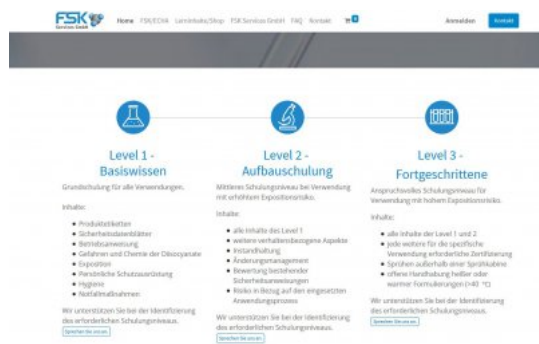 FSK
Services GmbH
Home FSK/ECHA Lerninhalte/Shop FSK Services GmbH FAQ Kontakt 0 Anmelden Kontakt
Level 1 -
Basiswissen
Grundschulung für alle Verwendungen.
Inhalte:
Produktetiketten
Sicherheitsdatenblätter
Betriebsanweisung
Gefahren und Chemie der Diisocyanate
Exposition
Persönliche Schutzausrüstung
Hygiene
Notfallmaßnahmen
Wir unterstützen Sie bei der Identifizierung
des erforderlichen Schulungsniveaus.
Sprechen Sie uns an.
Level 2 -
Aufbauschulung
Mittleres Schulungsniveau bei Verwendung
mit erhöhtem Expositionsrisiko.
Inhalte:
alle Inhalte des Level 1
weitere verhaltensbezogene Aspekte
Instandhaltung
Änderungsmanagement
Bewertung bestehender
Sicherheitsanweisungen
Risiko in Bezug auf den eingesetzten
Anwendungsprozess
Wir unterstützen Sie bei der Identifizierung
des erforderlichen Schulungsniveaus.
Sprechen Sie uns an.
Level 3 -
Fortgeschrittene
Anspruchsvolles Schulungsniveau für
Verwendung mit hohem Expositionsrisiko.
Inhalte:
alle Inhalte der Level 1 und 2
jede weitere für die spezifische
Verwendung erforderliche Zertifizierung
Sprühen außerhalb einer Sprühkabine
offene Handhabung heißer oder
warmer Formulierungen (>40 °C)
Wir unterstützen Sie bei der Identifizierung
des erforderlichen Schulungsniveaus.
Sprechen Sie uns an.